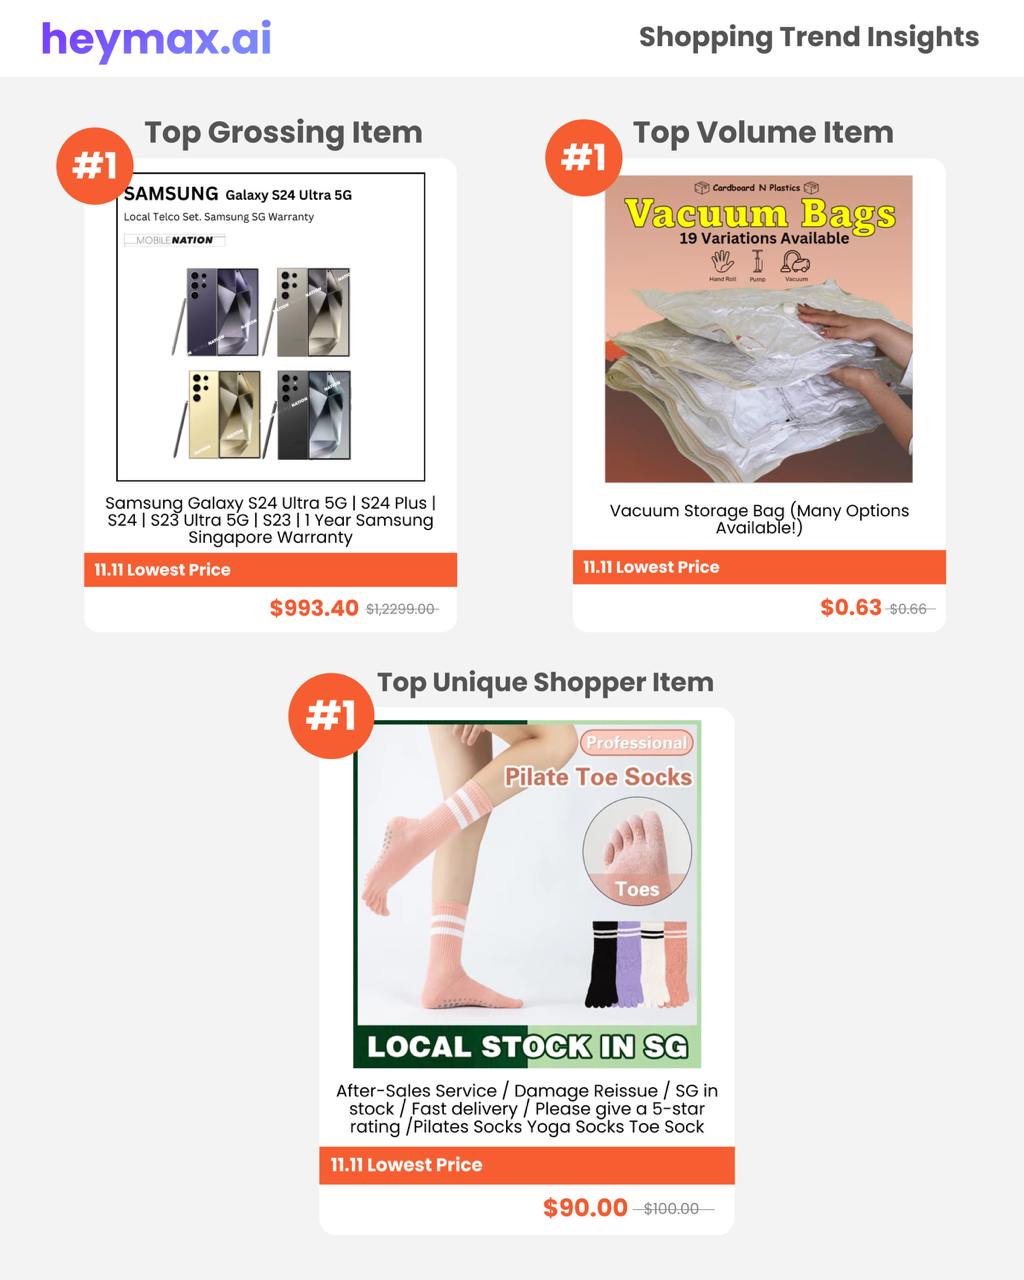 heymax.ai
Shopping Trend Insights
Top Grossing Item
#1
SAMSUNG Galaxy S24 Ultra 5G
Local Telco Set. Samsung SG Warranty
MOBILENATION
NATION
NATION
NATION
NATION
NATION
NATION
Samsung Galaxy S24 Ultra 5G | S24 Plus |
S24 | S23 Ultra 5G | S23 | 1 Year Samsung
Singapore Warranty
11.11 Lowest Price
$993.40 $1,2299.00
Top Volume Item
#1
Cardboard N Plastics
Vacuum Bags
19 Variations Available
Hand Roll Pump Vacuum
Vacuum Storage Bag (Many Options
Available!)
11.11 Lowest Price
$0.63 $0.66
Top Unique Shopper Item
#1
Professional
Pilate Toe Socks
Toes
LOCAL STOCK IN SG
After-Sales Service / Damage Reissue / SG in
stock / Fast delivery / Please give a 5-star
rating /Pilates Socks Yoga Socks Toe Sock
11.11 Lowest Price
$90.00 $100.00